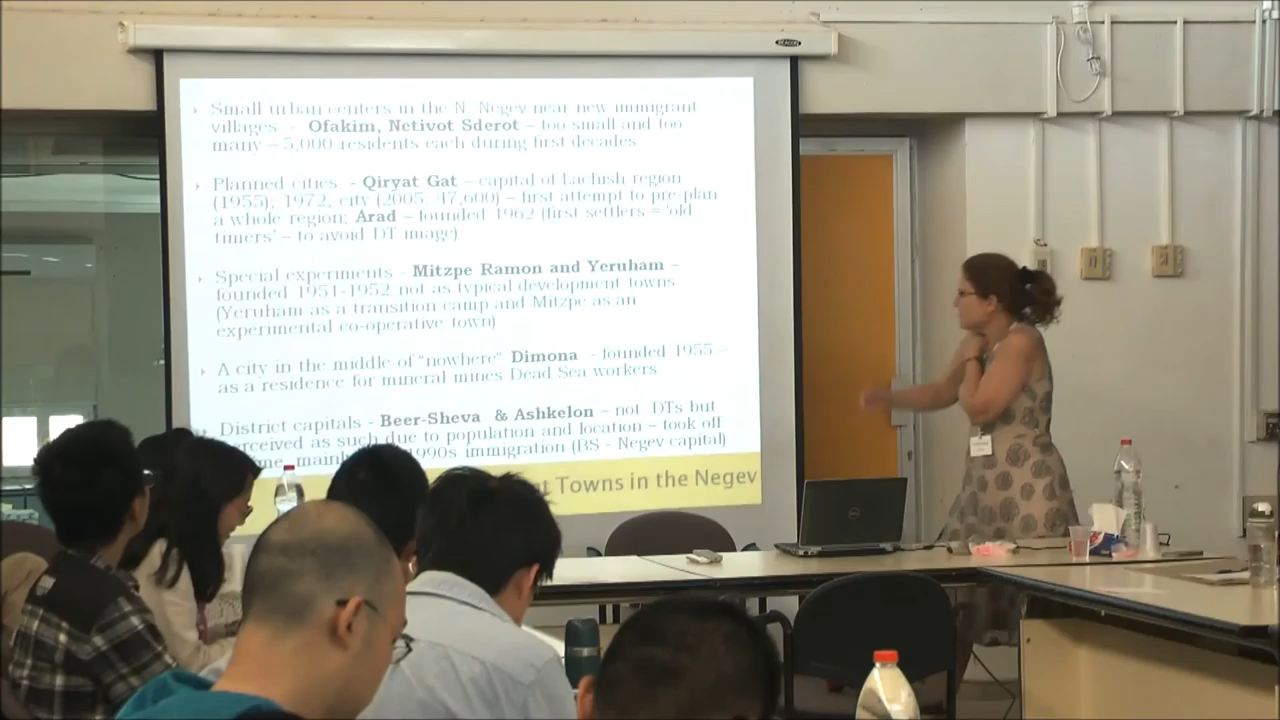 BEACON
Small urban centers in the N. Negev near new immigrant
villages - Ofakim, Netivot Sderot – too small and too
many – 5,000 residents each during first decades
Planned cities - Qiryat Gat – capital of Lachish region
(1955); 1972, city (2005: 47,600) – first attempt to pre-plan
a whole region; Arad – founded 1962 (first settlers = 'old
timers' – to avoid DT image)
Special experiments - Mitzpe Ramon and Yeruham –
founded 1951-1952 not as typical development towns
(Yeruham as a transition camp and Mitzpe as an
experimental co-operative town)
A city in the middle of "nowhere" Dimona - founded 1955 –
as a residence for mineral mines Dead Sea workers
District capitals - Beer-Sheva & Ashkelon – not DTs but
perceived as such due to population and location – took off
1990s immigration (BS - Negev capital)
Towns in the Negev
DELL